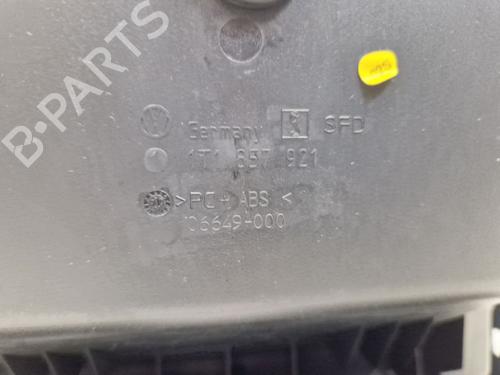 B-PARTS
Germany SFD
1T1 857 921
>PC+ABS<
06649-000